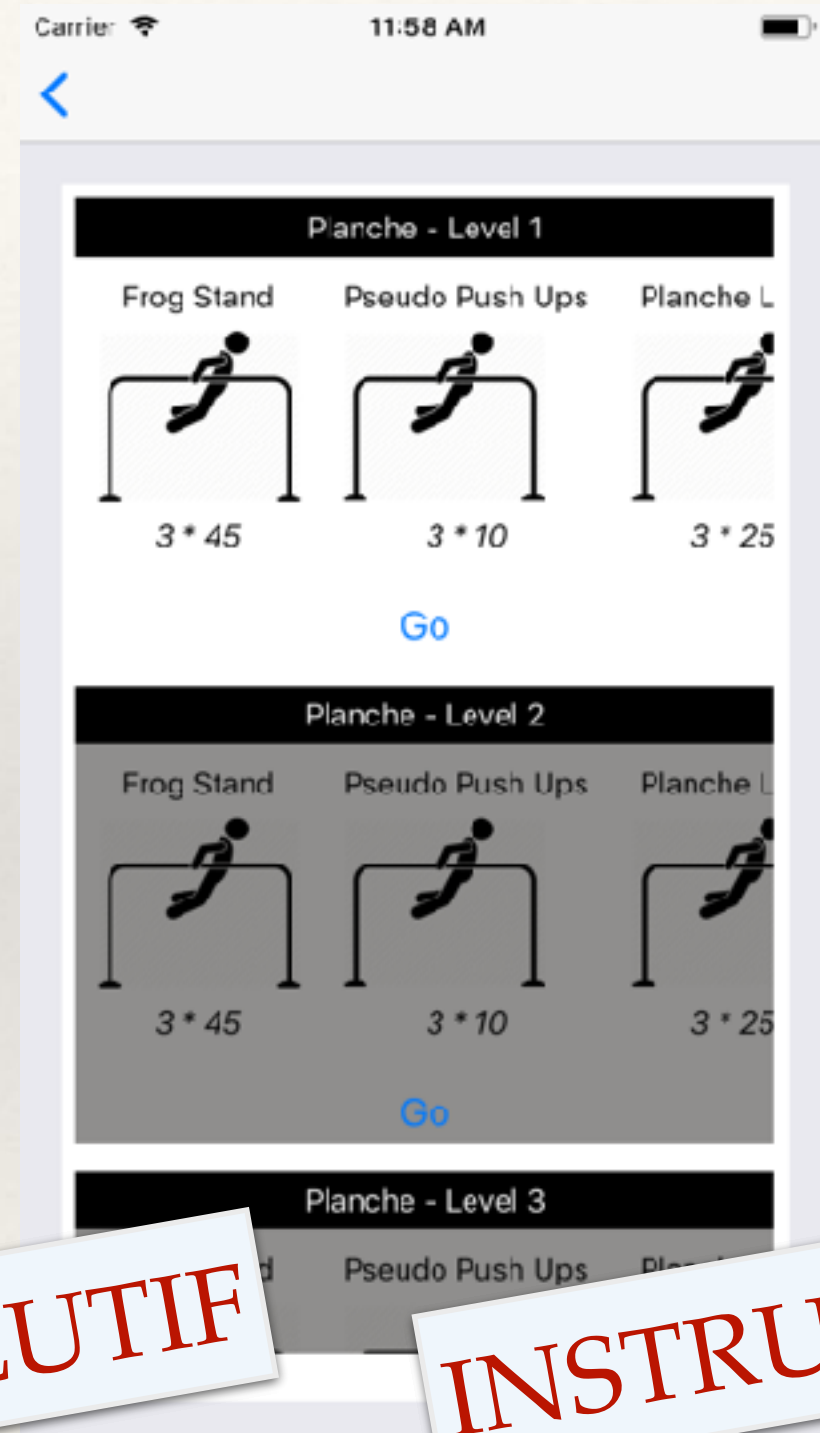 Carrier 11:58 AM
Planche - Level 1
Frog Stand Pseudo Push Ups Planche L
3 * 45 3 * 10 3 * 25
Go
Planche - Level 2
Frog Stand Pseudo Push Ups Planche L
3 * 45 3 * 10 3 * 25
Go
Planche - Level 3
d Pseudo Push Ups
LUTIF
INSTRU